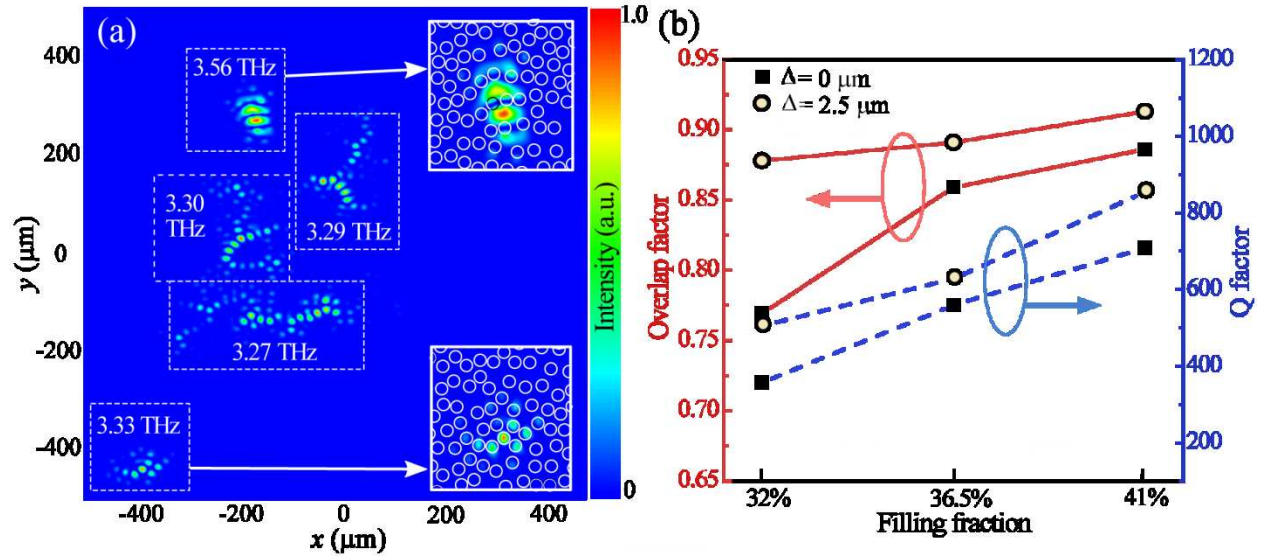 (a)
3.56 THz
3.30
THz
3.29 THz
3.27 THz
3.33 THz
400
200
0
-200
-400
y (μm)
-400
-200
0
200
400
x (μm)
1.0
Intensity (a.u.)
0
(b)
Δ= 0 μm
Δ= 2.5 μm
0.95
0.90
0.85
0.80
0.75
0.70
0.65
Overlap factor
1200
1000
800
600
400
200
Q factor
32%
36.5%
41%
Filling fraction